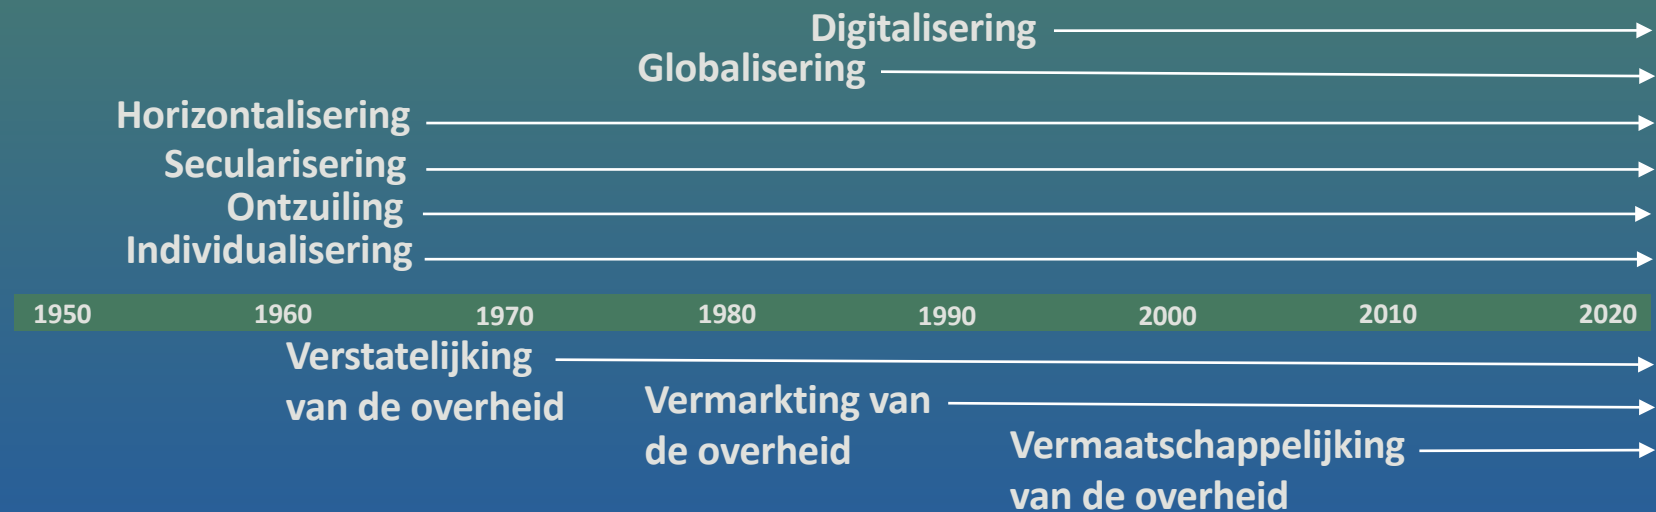 Digitalisering
Globalisering
Horizontalisering
Secularisering
Ontzuiling
Individualisering
1950 1960 1970 1980 1990 2000 2010 2020
Verstatelijking
van de overheid
Vermarkting van
de overheid
Vermaatschappelijking
van de overheid